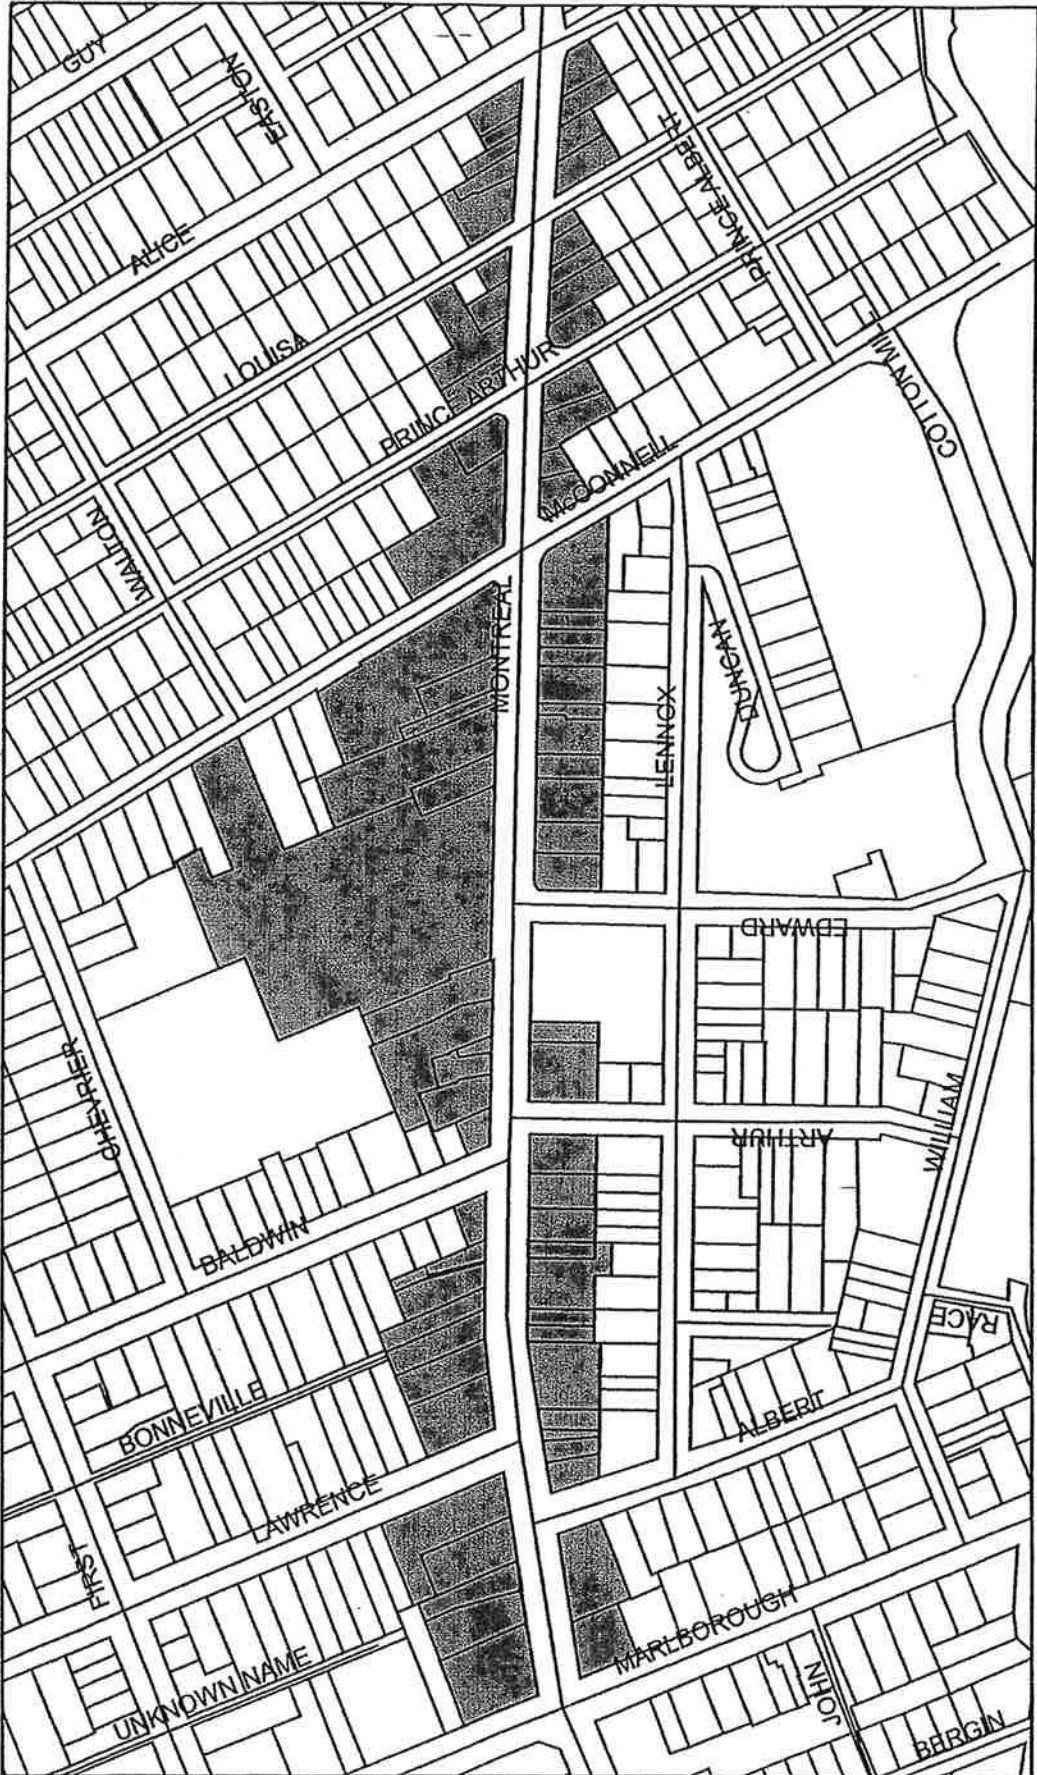 GUY
EASTON
ALICE
PRINCE ALBERT
LOUISA
PRINCE ARTHUR
COTTON MILL
WALTON
McCONNELL
MONTREAL
DUNCAN
LENNOX
EDWARD
CHEVRIER
WILLIAM
ARTHUR
BALDWIN
RACE
BONNEVILLE
ALBERT
LAWRENCE
FIRST
MARLBOROUGH
UNKNOWN NAME
JOHN
BERGIN